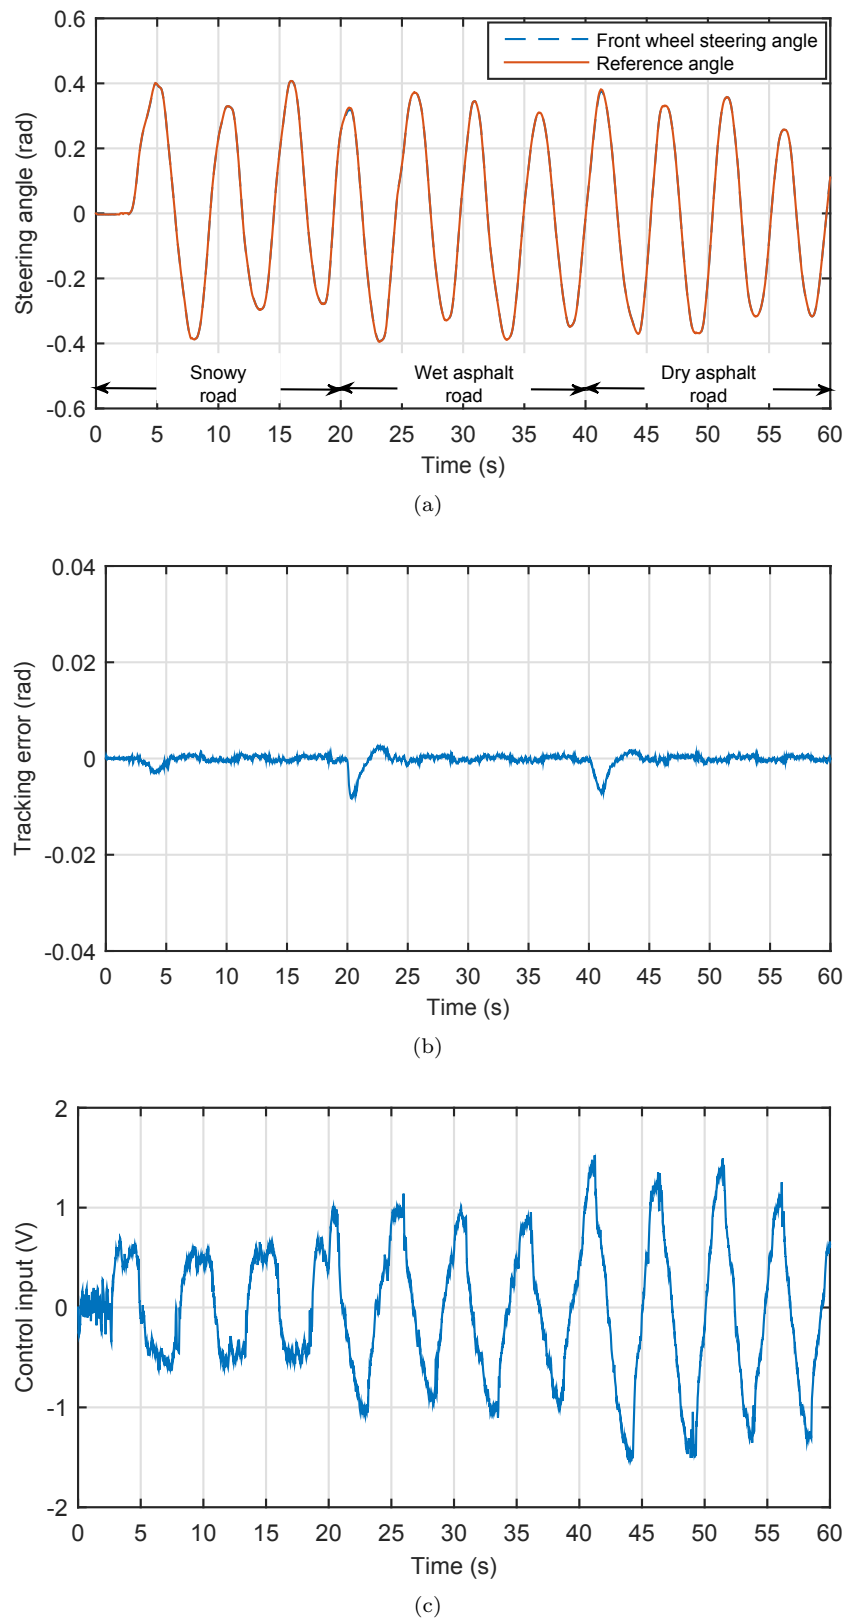 0.6
Front wheel steering angle
Reference angle
0.4
0.2
0
-0.2
-0.4
-0.6
Steering angle (rad)
Snowy road
Wet asphalt road
Dry asphalt road
0 5 10 15 20 25 30 35 40 45 50 55 60
Time (s)
(a)
0.04
0.02
0
-0.02
-0.04
Tracking error (rad)
0 5 10 15 20 25 30 35 40 45 50 55 60
Time (s)
(b)
2
1
0
-1
-2
Control input (V)
0 5 10 15 20 25 30 35 40 45 50 55 60
Time (s)
(c)